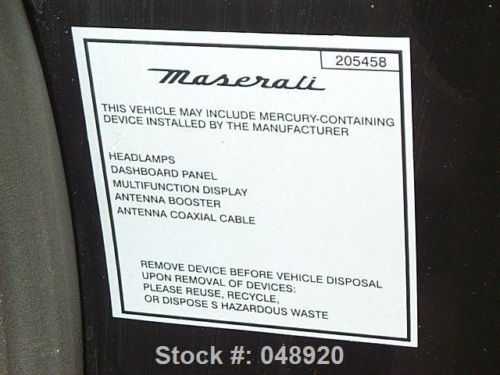 205458
Maserati
THIS VEHICLE MAY INCLUDE MERCURY-CONTAINING
DEVICE INSTALLED BY THE MANUFACTURER
HEADLAMPS
DASHBOARD PANEL
MULTIFUNCTION DISPLAY
ANTENNA BOOSTER
ANTENNA COAXIAL CABLE
REMOVE DEVICE BEFORE VEHICLE DISPOSAL
UPON REMOVAL OF DEVICES:
PLEASE REUSE, RECYCLE,
OR DISPOSE S HAZARDOUS WASTE
Stock #: 048920